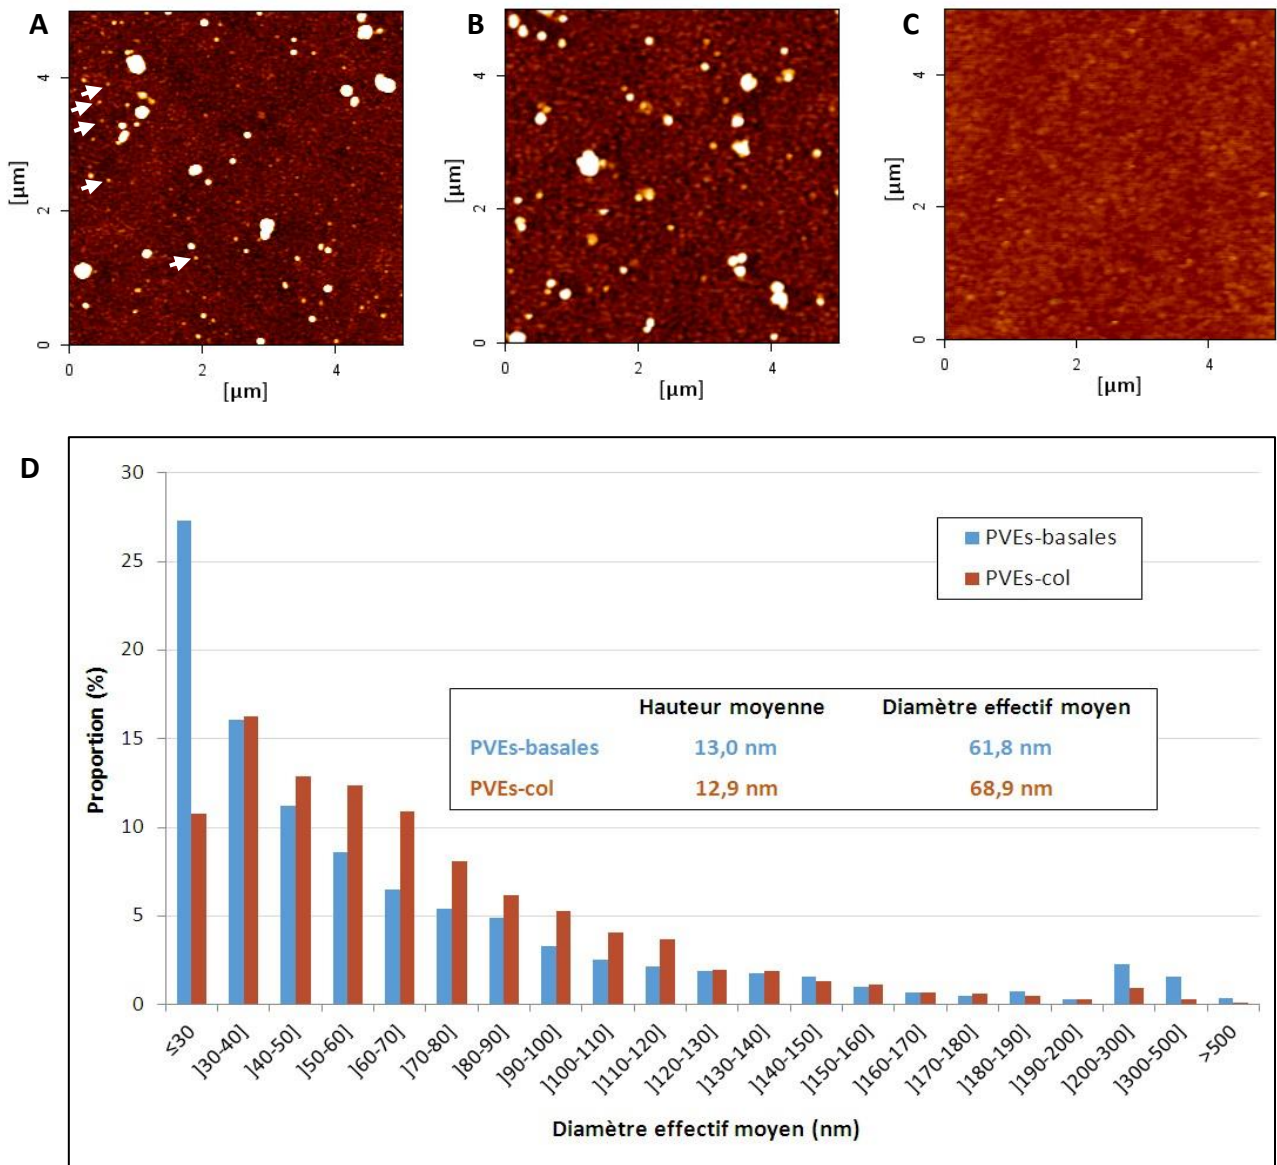 A
B
C
4
2
0
[µm]
0
2
4
[µm]
4
2
0
[µm]
0
2
4
[µm]
4
2
0
[µm]
0
2
4
[µm]
D
30
25
20
15
10
5
0
Proportion (%)
PVEs-basales
PVEs-col
Hauteur moyenne Diamètre effectif moyen
PVEs-basales 13,0 nm 61,8 nm
PVEs-col 12,9 nm 68,9 nm
≤30
]30-40]
]40-50]
]50-60]
]60-70]
]70-80]
]80-90]
]90-100]
]100-110]
]110-120]
]120-130]
]130-140]
]140-150]
]150-160]
]160-170]
]170-180]
]180-190]
]190-200]
]200-300]
]300-500]
>500
Diamètre effectif moyen (nm)